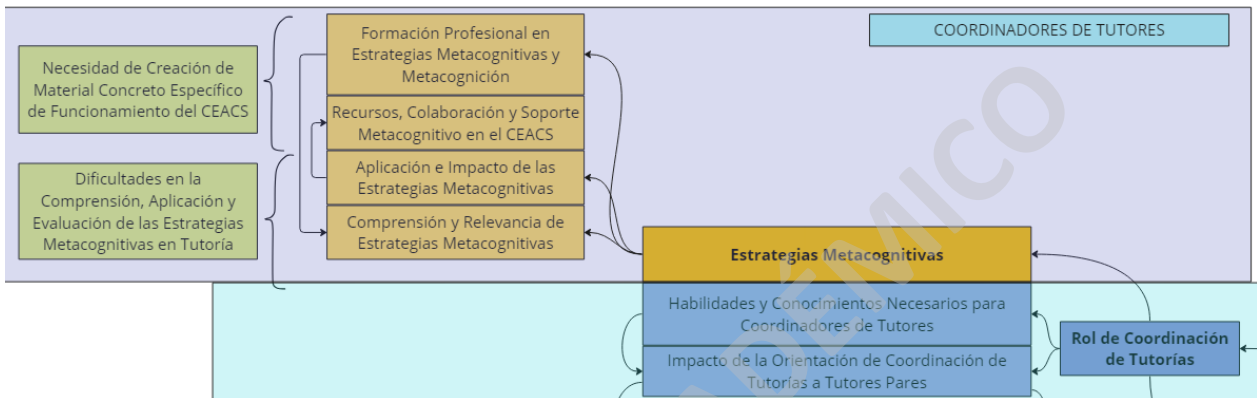 COORDINADORES DE TUTORES
Necesidad de Creación de
Material Concreto Específico
de Funcionamiento del CEACS
Dificultades en la
Comprensión, Aplicación y
Evaluación de las Estrategias
Metacognitivas en Tutoría
Formación Profesional en
Estrategias Metacognitivas y
Metacognición
Recursos, Colaboración y Soporte
Metacognitivo en el CEACS
Aplicación e Impacto de las
Estrategias Metacognitivas
Comprensión y Relevancia de
Estrategias Metacognitivas
Estrategias Metacognitivas
Habilidades y Conocimientos Necesarios para
Coordinadores de Tutores
Impacto de la Orientación de Coordinación de
Tutorías a Tutores Pares
Rol de Coordinación
de Tutorías
ADÉMICO